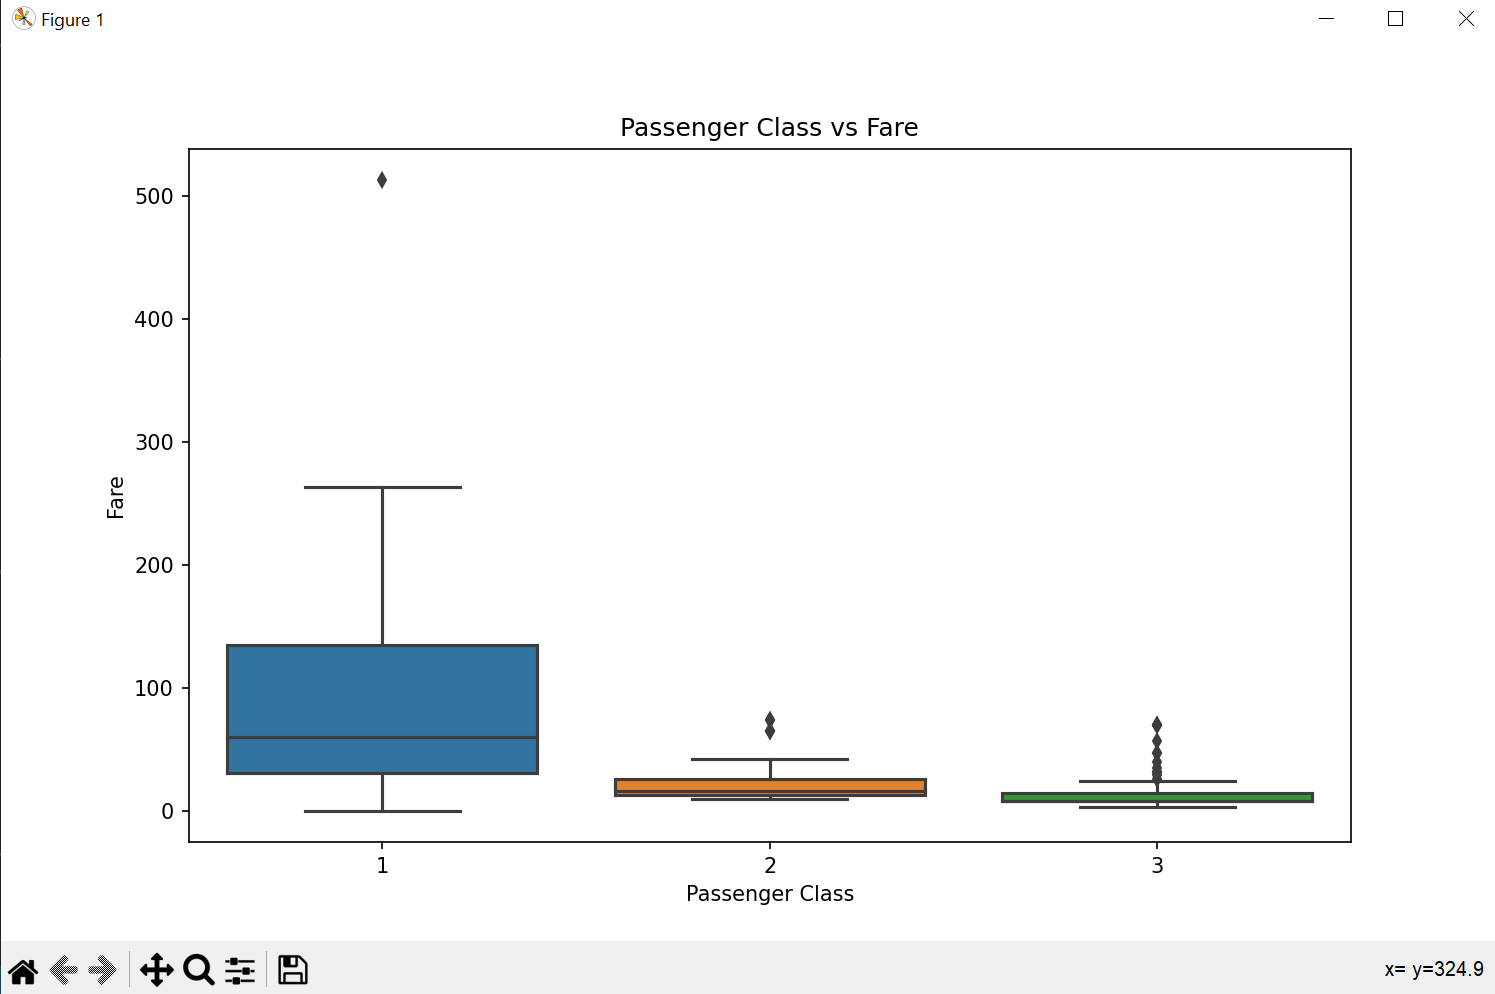 Figure 1
Passenger Class vs Fare
500
400
300
200
100
0
Fare
1 2 3
Passenger Class
x= y=324.9